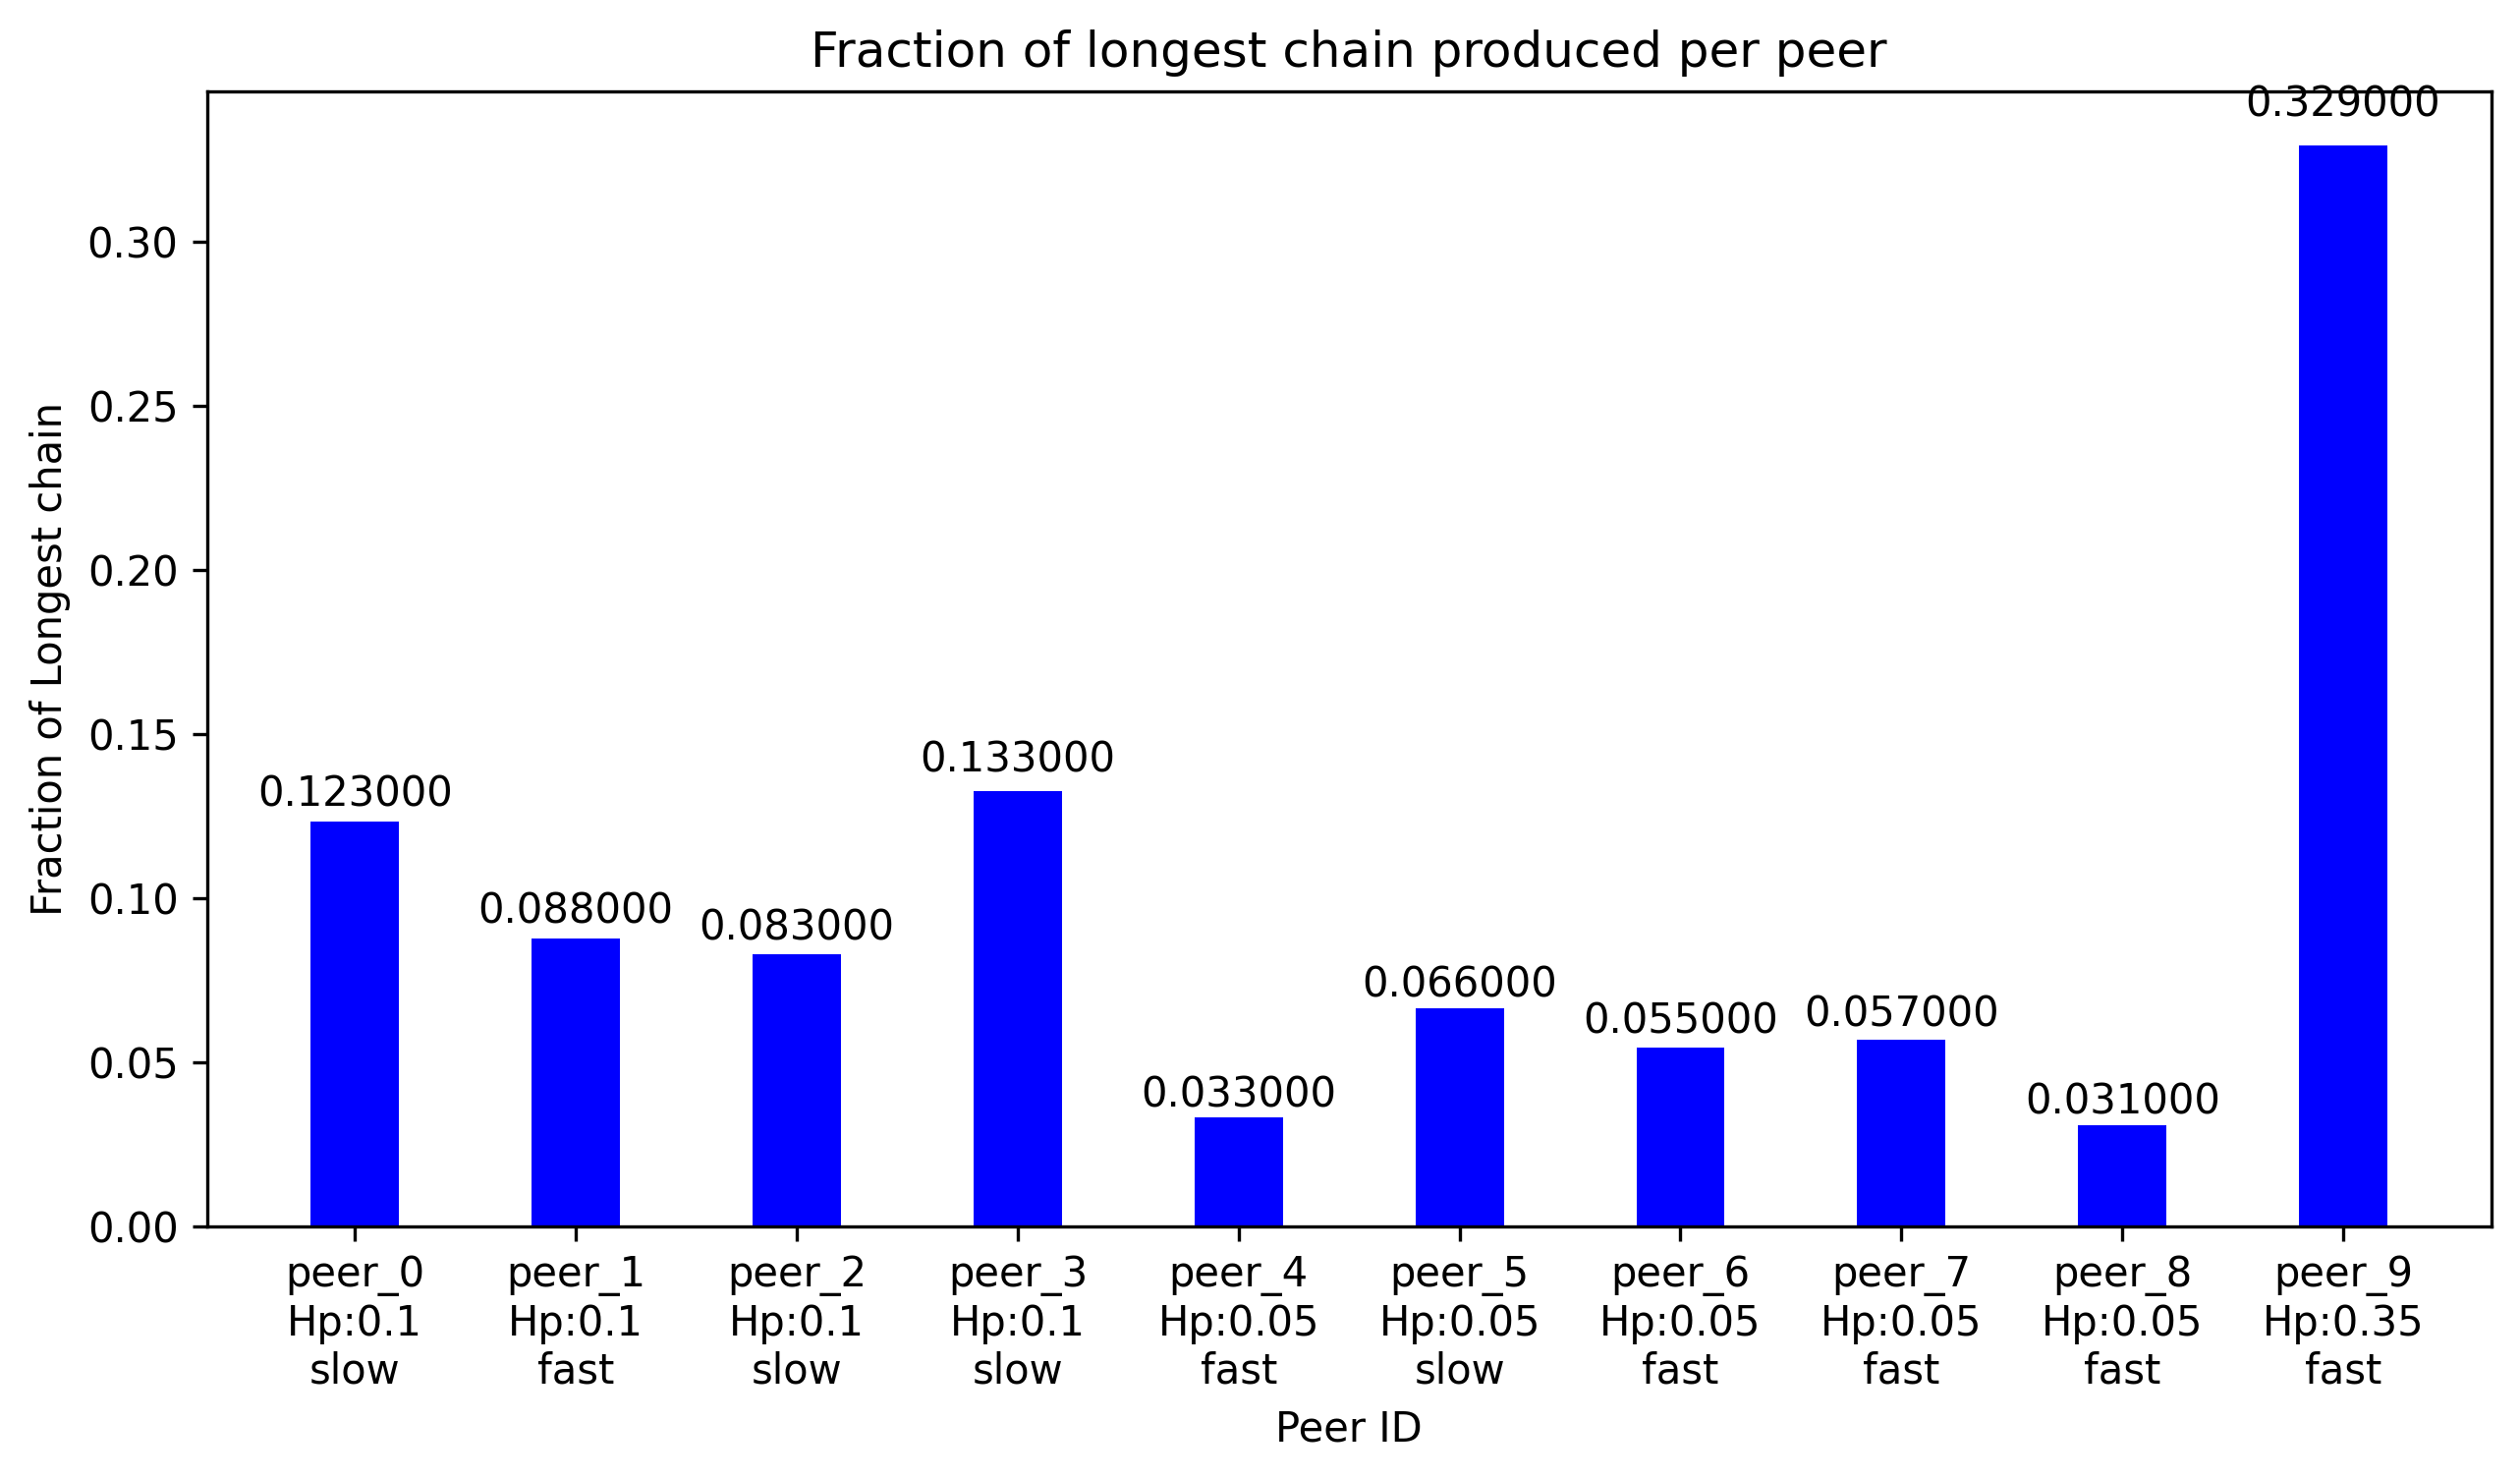 Fraction of longest chain produced per peer
Fraction of Longest chain
0.30
0.25
0.20
0.15
0.10
0.05
0.00
0.123000
0.088000
0.083000
0.133000
0.033000
0.066000
0.055000
0.057000
0.031000
0.329000
peer_0
Hp:0.1
slow
peer_1
Hp:0.1
fast
peer_2
Hp:0.1
slow
peer_3
Hp:0.1
slow
peer_4
Hp:0.05
fast
peer_5
Hp:0.05
slow
peer_6
Hp:0.05
fast
peer_7
Hp:0.05
fast
peer_8
Hp:0.05
fast
peer_9
Hp:0.35
fast
Peer ID